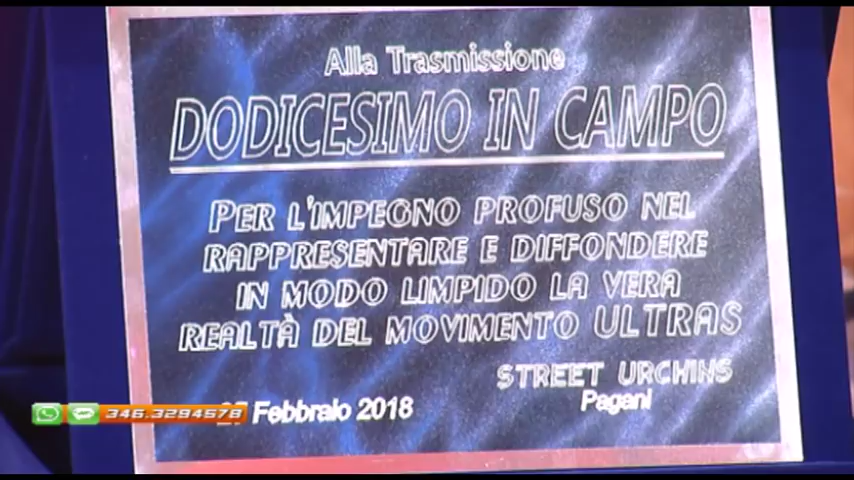 Alla Trasmissione
DODICESIMO IN CAMPO
PER L'IMPEGNO PROFUSO NEL
RAPPRESENTARE E DIFFONDERE
IN MODO LIMPIDO LA VERA
REALTÀ DEL MOVIMENTO ULTRAS
STREET URCHINS
Pagani
Febbraio 2018
346.3294578